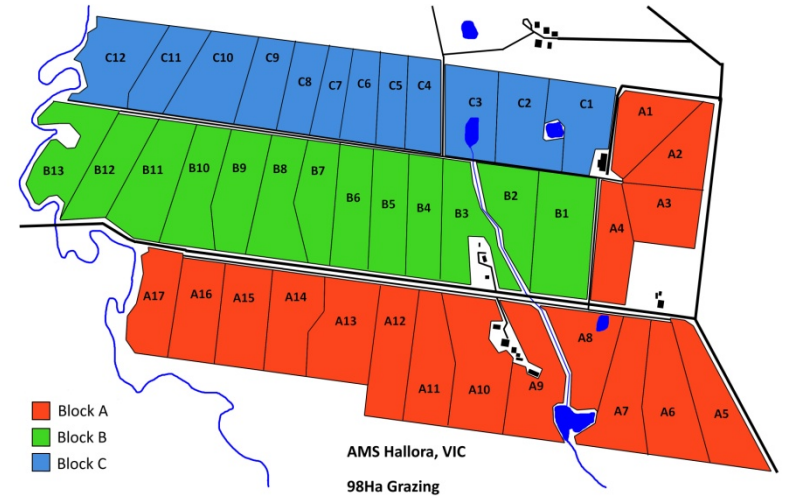 C12
C11
C10
C9
C8
C7
C6
C5
C4
C3
C2
C1
A1
A2
A3
A4
B13
B12
B11
B10
B9
B8
B7
B6
B5
B4
B3
B2
B1
A17
A16
A15
A14
A13
A12
A11
A10
A9
A8
A7
A6
A5
Block A
Block B
Block C
AMS Hallora, VIC
98Ha Grazing